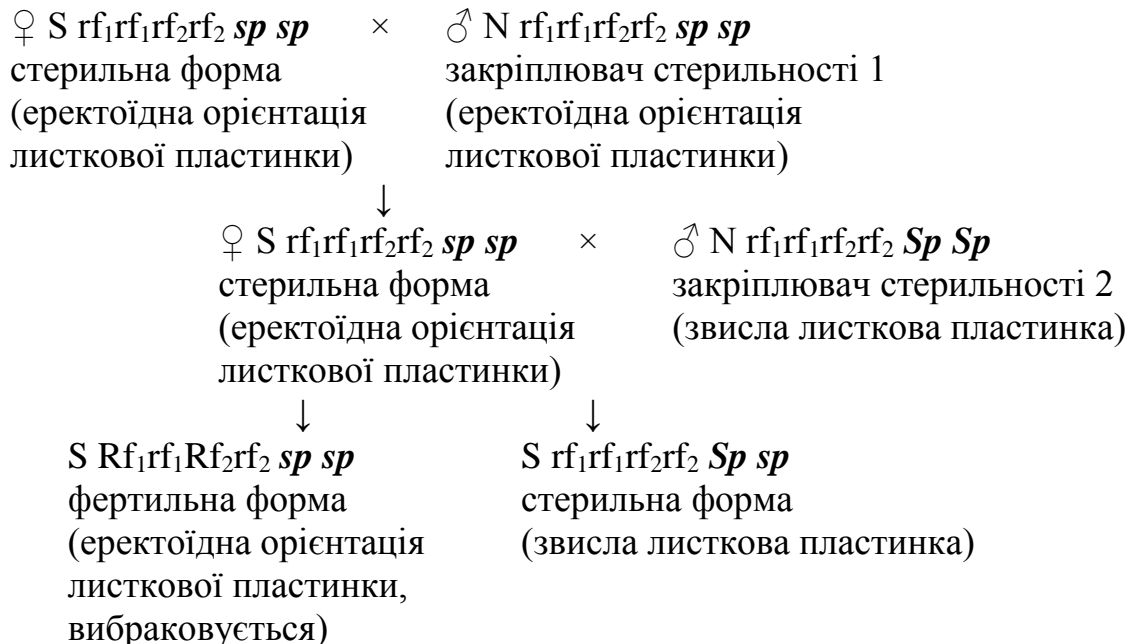 ♀ S rf₁rf₁rf₂rf₂ sp sp × ♂ N rf₁rf₁rf₂rf₂ sp sp
стерильна форма закріплювач стерильності 1
(еректоїдна орієнтація (еректоїдна орієнтація
листкової пластинки) листкової пластинки)
↓
♀ S rf₁rf₁rf₂rf₂ sp sp × ♂ N rf₁rf₁rf₂rf₂ Sp Sp
стерильна форма закріплювач стерильності 2
(еректоїдна орієнтація (звисла листкова пластинка)
листкової пластинки)
↓ ↓
S Rf₁rf₁Rf₂rf₂ sp sp S rf₁rf₁rf₂rf₂ Sp sp
фертильна форма стерильна форма
(еректоїдна орієнтація (звисла листкова пластинка)
листкової пластинки,
вибраковується)